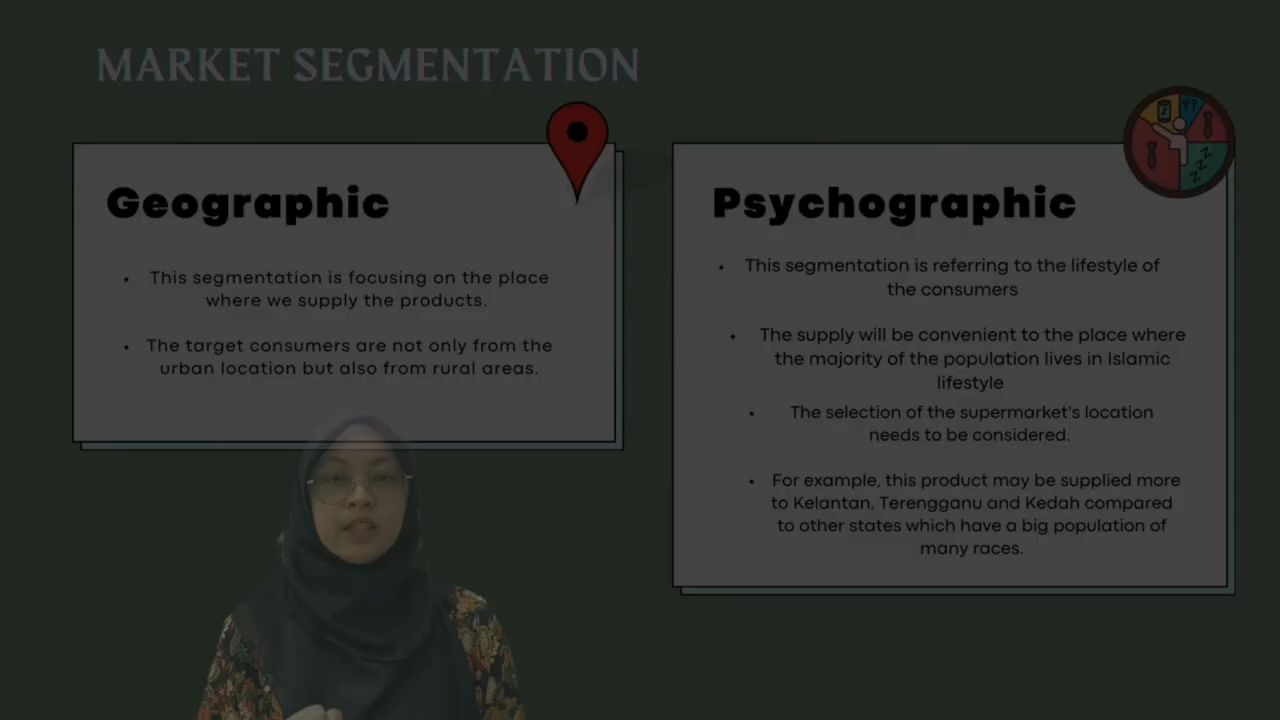 MARKET SEGMENTATION
Geographic
• This segmentation is focusing on the place
where we supply the products.
• The target consumers are not only from the
urban location but also from rural areas.
Psychographic
• This segmentation is referring to the lifestyle of
the consumers
• The supply will be convenient to the place where
the majority of the population lives in Islamic
lifestyle
• The selection of the supermarket's location
needs to be considered.
• For example, this product may be supplied more
to Kelantan, Terengganu and Kedah compared
to other states which have a big population of
many races.